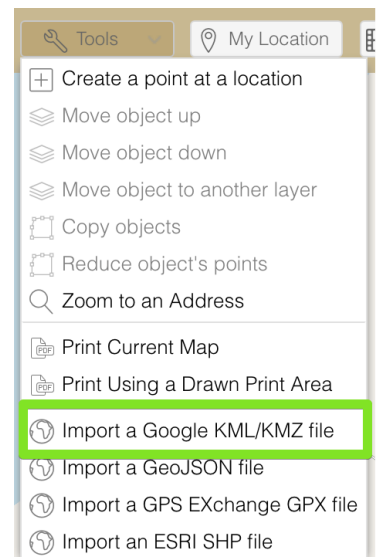 Tools My Location
Create a point at a location
Move object up
Move object down
Move object to another layer
Copy objects
Reduce object's points
Zoom to an Address
PDF Print Current Map
PDF Print Using a Drawn Print Area
Import a Google KML/KMZ file
Import a GeoJSON file
Import a GPS EXchange GPX file
Import an ESRI SHP file